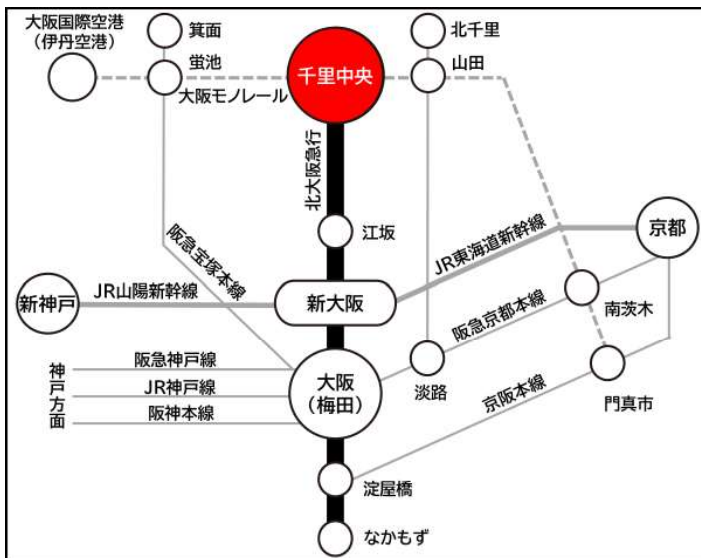 大阪国際空港
（伊丹空港）
箕面
北千里
蛍池
千里中央
山田
大阪モノレール
北大阪急行
江坂
京都
阪急宝塚本線
JR東海道新幹線
新神戸
JR山陽新幹線
新大阪
阪急京都本線
南茨木
神戸方面
阪急神戸線
JR神戸線
阪神本線
大阪
（梅田）
淡路
京阪本線
門真市
淀屋橋
なかもず